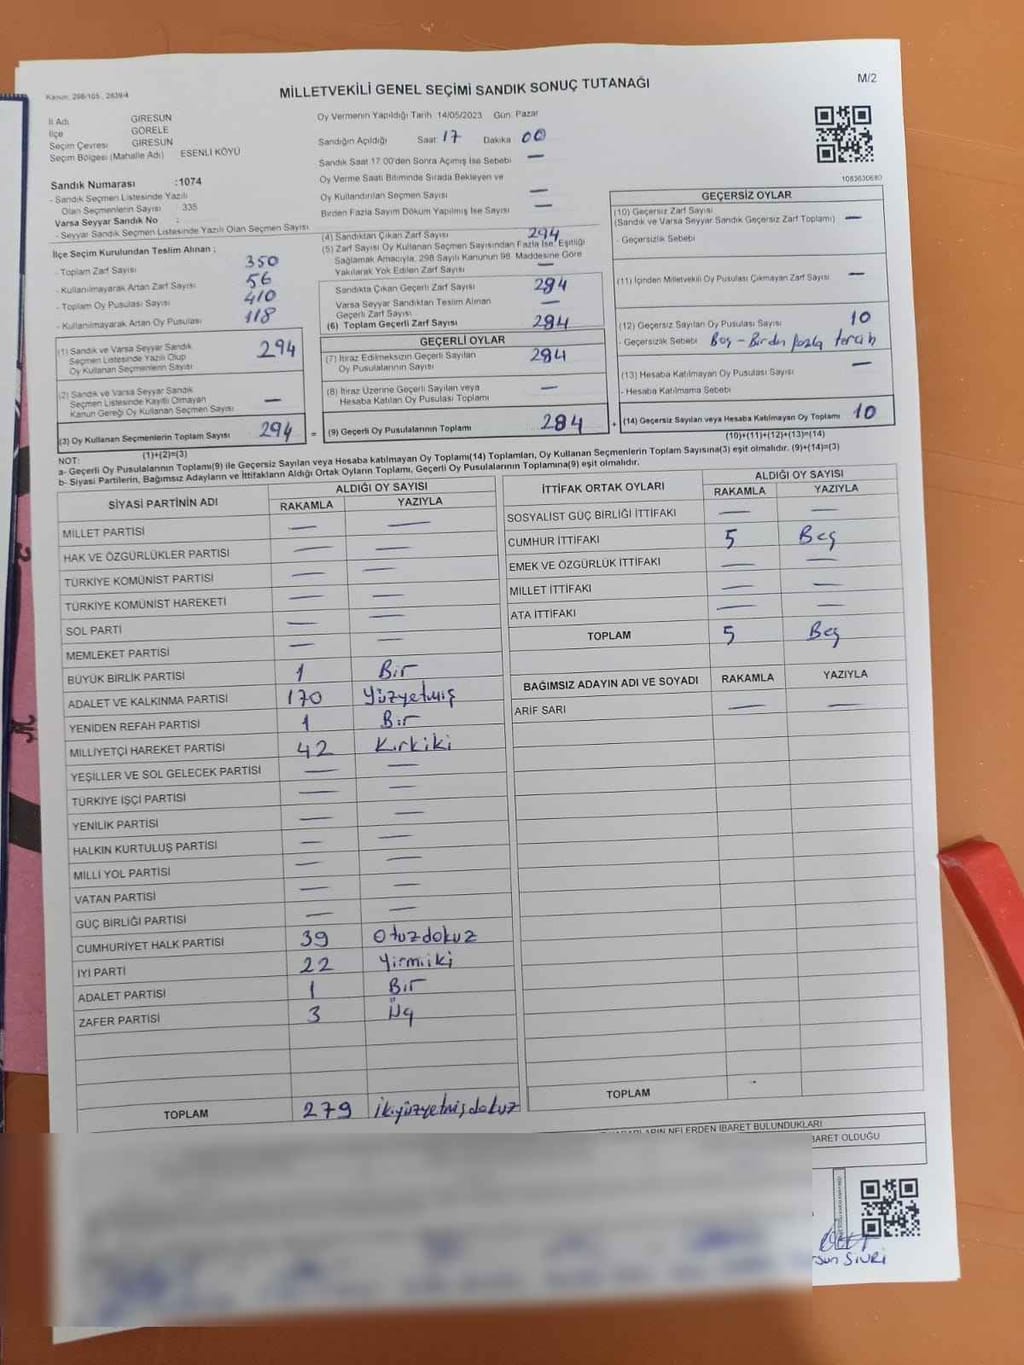 Kanun: 298/105 , 2839/4
MİLLETVEKİLİ GENEL SEÇİMİ SANDIK SONUÇ TUTANAĞI
M/2
İl Adı GİRESUN
İlçe GÖRELE
Seçim Çevresi GİRESUN
Seçim Bölgesi (Mahalle Adı) ESENLİ KÖYÜ
Sandık Numarası :1074
- Sandık Seçmen Listesinde Yazılı
Olan Seçmenlerin Sayısı : 335
Varsa Seyyar Sandık No :
- Seyyar Sandık Seçmen Listesinde Yazılı Olan Seçmen Sayısı
Oy Vermenin Yapıldığı Tarih 14/05/2023 Gün: Pazar
Sandığın Açıldığı Saat: 17 Dakika 00
Sandık Saat 17.00'den Sonra Açımış İse Sebebi —
Oy Verme Saati Bitiminde Sırada Bekleyen ve
Oy Kullandırılan Seçmen Sayısı —
Birden Fazla Sayım Döküm Yapılmış İse Sayısı —
1083630680
İlçe Seçim Kurulundan Teslim Alınan ;
- Toplam Zarf Sayısı 350
- Kullanılmayarak Artan Zarf Sayısı 56
- Toplam Oy Pusulası Sayısı 410
- Kullanılmayarak Artan Oy Pusulası 118
(4) Sandıktan Çıkan Zarf Sayısı 294
(5) Zarf Sayısı Oy Kullanan Seçmen Sayısından Fazla İse, Eşitliği
Sağlamak Amacıyla, 298 Sayılı Kanunun 98. Maddesine Göre
Yakılarak Yok Edilen Zarf Sayısı —
Sandıkta Çıkan Geçerli Zarf Sayısı 284
Varsa Seyyar Sandıktan Teslim Alınan
Geçerli Zarf Sayısı —
(6) Toplam Geçerli Zarf Sayısı 284
GEÇERSİZ OYLAR
(10) Geçersiz Zarf Sayısı
(Sandık ve Varsa Seyyar Sandık Geçersiz Zarf Toplamı) —
- Geçersizlik Sebebi
(11) İçinden Milletvekili Oy Pusulası Çıkmayan Zarf Sayısı —
(12) Geçersiz Sayılan Oy Pusulası Sayısı 10
- Geçersizlik Sebebi Boş - Birden fazla tercih
(13) Hesaba Katılmayan Oy Pusulası Sayısı —
- Hesaba Katılmama Sebebi
(14) Geçersiz Sayılan veya Hesaba Katılmayan Oy Toplamı 10
(10)+(11)+(12)+(13)=(14)
(1) Sandık ve Varsa Seyyar Sandık
Seçmen Listesinde Yazılı Olup
Oy Kullanan Seçmenlerin Sayısı 294
(2) Sandık ve Varsa Seyyar Sandık
Seçmen Listesinde Kayıtlı Olmayan
Kanun Gereği Oy Kullanan Seçmen Sayısı —
(3) Oy Kullanan Seçmenlerin Toplam Sayısı 294 =
(1)+(2)=(3)
GEÇERLİ OYLAR
(7) İtiraz Edilmeksizin Geçerli Sayılan
Oy Pusulalarının Sayısı 284
(8) İtiraz Üzerine Geçerli Sayılan veya
Hesaba Katılan Oy Pusulası Toplamı —
(9) Geçerli Oy Pusulalarının Toplamı 284 +
NOT:
a- Geçerli Oy Pusulalarının Toplamı(9) ile Geçersiz Sayılan veya Hesaba katılmayan Oy Toplamı(14) Toplamları, Oy Kullanan Seçmenlerin Toplam Sayısına(3) eşit olmalıdır. (9)+(14)=(3)
b- Siyasi Partilerin, Bağımsız Adayların ve İttifakların Aldığı Ortak Oyların Toplamı, Geçerli Oy Pusulalarının Toplamına(9) eşit olmalıdır.
SİYASİ PARTİNİN ADI
ALDIĞI OY SAYISI
RAKAMLA YAZIYLA
MİLLET PARTİSİ — —
HAK VE ÖZGÜRLÜKLER PARTİSİ — —
TÜRKİYE KOMÜNİST PARTİSİ — —
TÜRKİYE KOMÜNİST HAREKETİ — —
SOL PARTİ — —
MEMLEKET PARTİSİ — —
BÜYÜK BİRLİK PARTİSİ 1 Bir
ADALET VE KALKINMA PARTİSİ 170 Yüzyetmiş
YENİDEN REFAH PARTİSİ 1 Bir
MİLLİYETÇİ HAREKET PARTİSİ 42 Kırkiki
YEŞİLLER VE SOL GELECEK PARTİSİ — —
TÜRKİYE İŞÇİ PARTİSİ — —
YENİLİK PARTİSİ — —
HALKIN KURTULUŞ PARTİSİ — —
MİLLİ YOL PARTİSİ — —
VATAN PARTİSİ — —
GÜÇ BİRLİĞİ PARTİSİ — —
CUMHURİYET HALK PARTİSİ 39 Otuzdokuz
İYİ PARTİ 22 Yirmiiki
ADALET PARTİSİ 1 Bir
ZAFER PARTİSİ 3 Üç
TOPLAM 279 ikiyüzyetmişdokuz
İTTİFAK ORTAK OYLARI
ALDIĞI OY SAYISI
RAKAMLA YAZIYLA
SOSYALİST GÜÇ BİRLİĞİ İTTİFAKI — —
CUMHUR İTTİFAKI 5 Beş
EMEK VE ÖZGÜRLÜK İTTİFAKI — —
MİLLET İTTİFAKI — —
ATA İTTİFAKI — —
TOPLAM 5 Beş
BAĞIMSIZ ADAYIN ADI VE SOYADI RAKAMLA YAZIYLA
ARİF SARI — —
TOPLAM
NELERDEN İBARET BULUNDUKLARI
İBARET OLDUĞU
SİVRİ